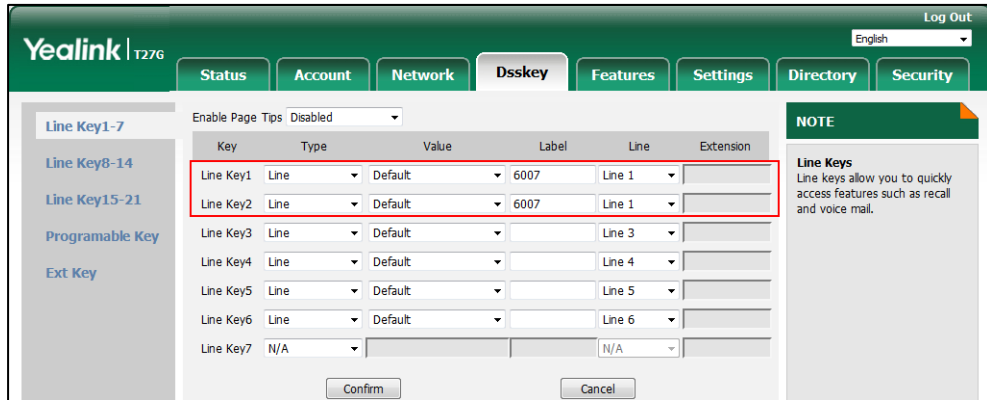 Log Out
Yealink | T27G
English
Status Account Network Dsskey Features Settings Directory Security
Line Key1-7
Line Key8-14
Line Key15-21
Programable Key
Ext Key
Enable Page Tips Disabled
Key Type Value Label Line Extension
Line Key1 Line Default 6007 Line 1
Line Key2 Line Default 6007 Line 1
Line Key3 Line Default Line 3
Line Key4 Line Default Line 4
Line Key5 Line Default Line 5
Line Key6 Line Default Line 6
Line Key7 N/A N/A
Confirm Cancel
NOTE
Line Keys
Line keys allow you to quickly
access features such as recall
and voice mail.